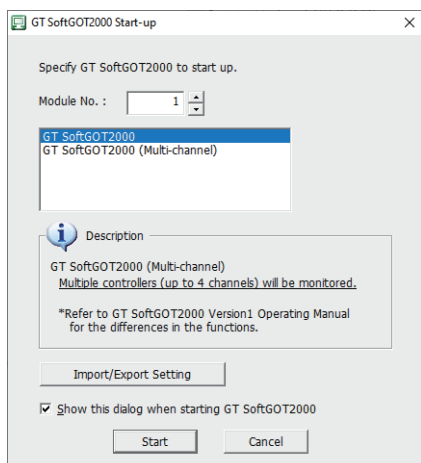 GT SoftGOT2000 Start-up
Specify GT SoftGOT2000 to start up.
Module No. : 1
GT SoftGOT2000
GT SoftGOT2000 (Multi-channel)
Description
GT SoftGOT2000 (Multi-channel)
Multiple controllers (up to 4 channels) will be monitored.
*Refer to GT SoftGOT2000 Version1 Operating Manual
for the differences in the functions.
Import/Export Setting
Show this dialog when starting GT SoftGOT2000
Start Cancel